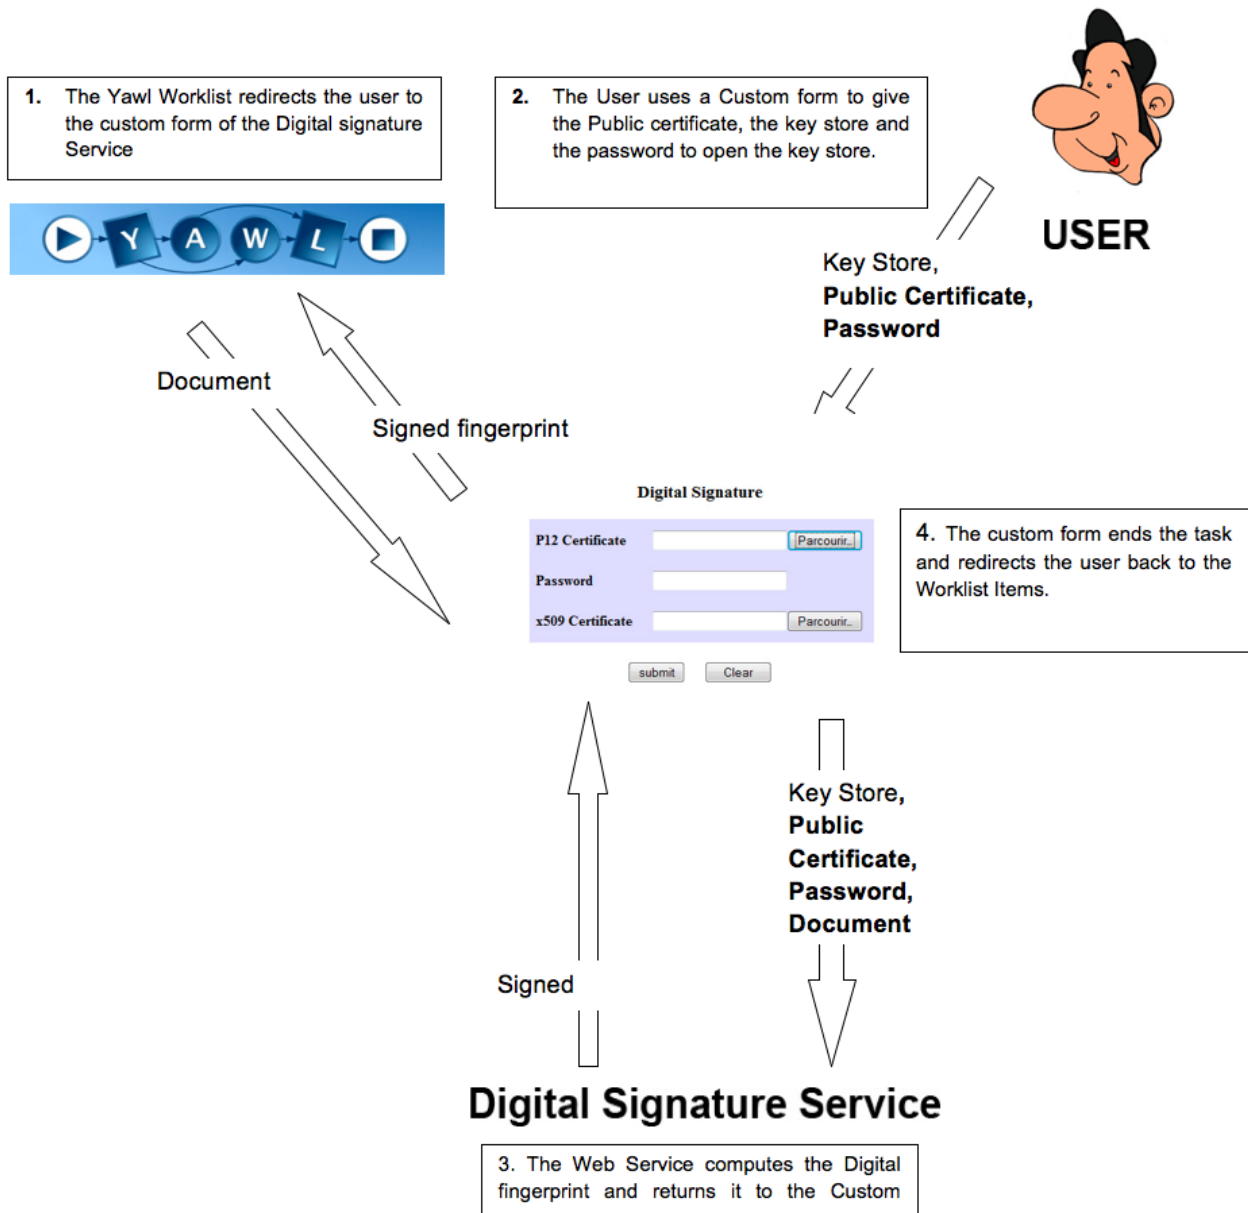 1. The Yawl Worklist redirects the user to
the custom form of the Digital signature
Service
2. The User uses a Custom form to give
the Public certificate, the key store and
the password to open the key store.
USER
Y A W L
Key Store,
Public Certificate,
Password
Document
Signed fingerprint
Digital Signature
P12 Certificate Parcourir..
Password
x509 Certificate Parcourir..
submit Clear
4. The custom form ends the task
and redirects the user back to the
Worklist Items.
Key Store,
Public
Certificate,
Password,
Document
Signed
Digital Signature Service
3. The Web Service computes the Digital
fingerprint and returns it to the Custom